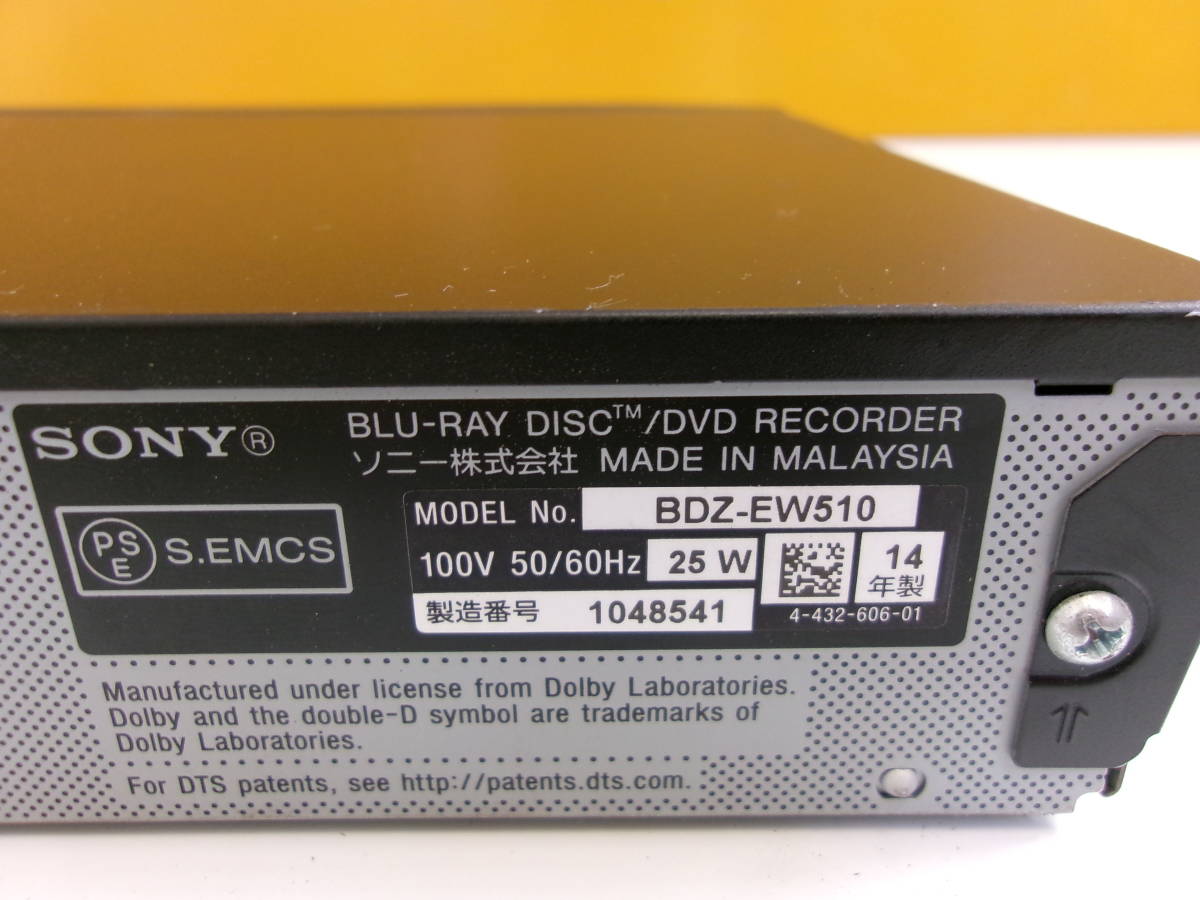 SONY®
BLU-RAY DISC™/DVD RECORDER
ソニー株式会社 MADE IN MALAYSIA
PSE S.EMCS
MODEL No. BDZ-EW510
100V 50/60Hz 25 W
14年製
製造番号 1048541
4-432-606-01
Manufactured under license from Dolby Laboratories.
Dolby and the double-D symbol are trademarks of
Dolby Laboratories.
For DTS patents, see http://patents.dts.com.